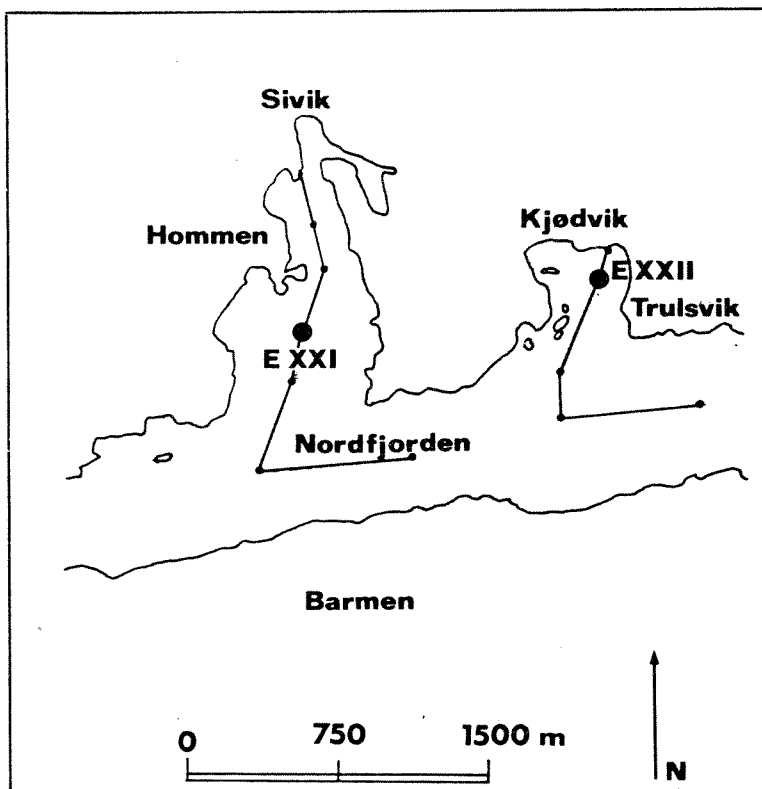 Sivik
Kjødvik
Hommen
E XXII
Trulsvik
E XXI
Nordfjorden
Barmen
0 750 1500 m
N